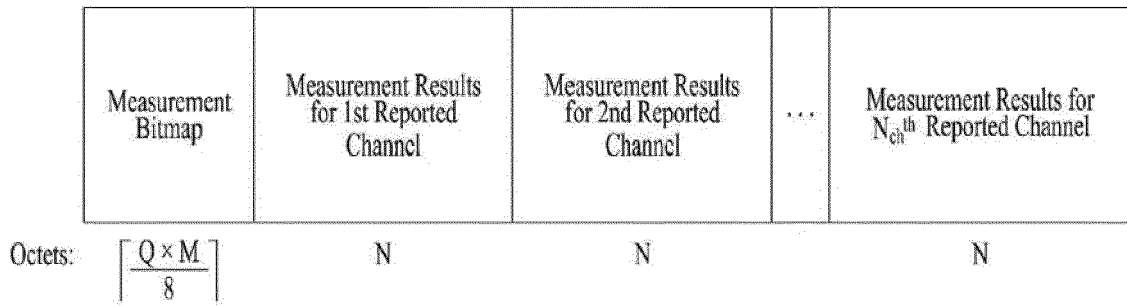 Measurement
Bitmap
Measurement Results
for 1st Reported
Channel
Measurement Results
for 2nd Reported
Channel
...
Measurement Results for
N_ch^th Reported Channel
Octets:
⌈ Q × M / 8 ⌉
N
N
N